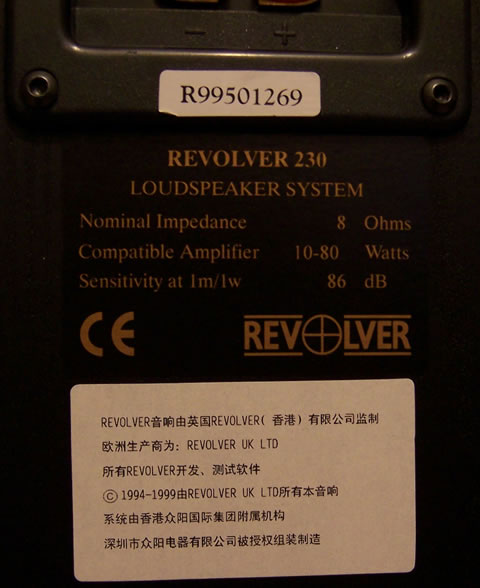 − +
R99501269
REVOLVER 230
LOUDSPEAKER SYSTEM
Nominal Impedance 8 Ohms
Compatible Amplifier 10-80 Watts
Sensitivity at 1m/1w 86 dB
CE REVOLVER
REVOLVER音响由英国REVOLVER( 香港) 有限公司监制
欧洲生产商为: REVOLVER UK LTD
所有REVOLVER开发、测试软件
© 1994-1999由REVOLVER UK LTD所有本音响
系统由香港众阳国际集团附属机构
深圳市众阳电器有限公司被授权组装制造